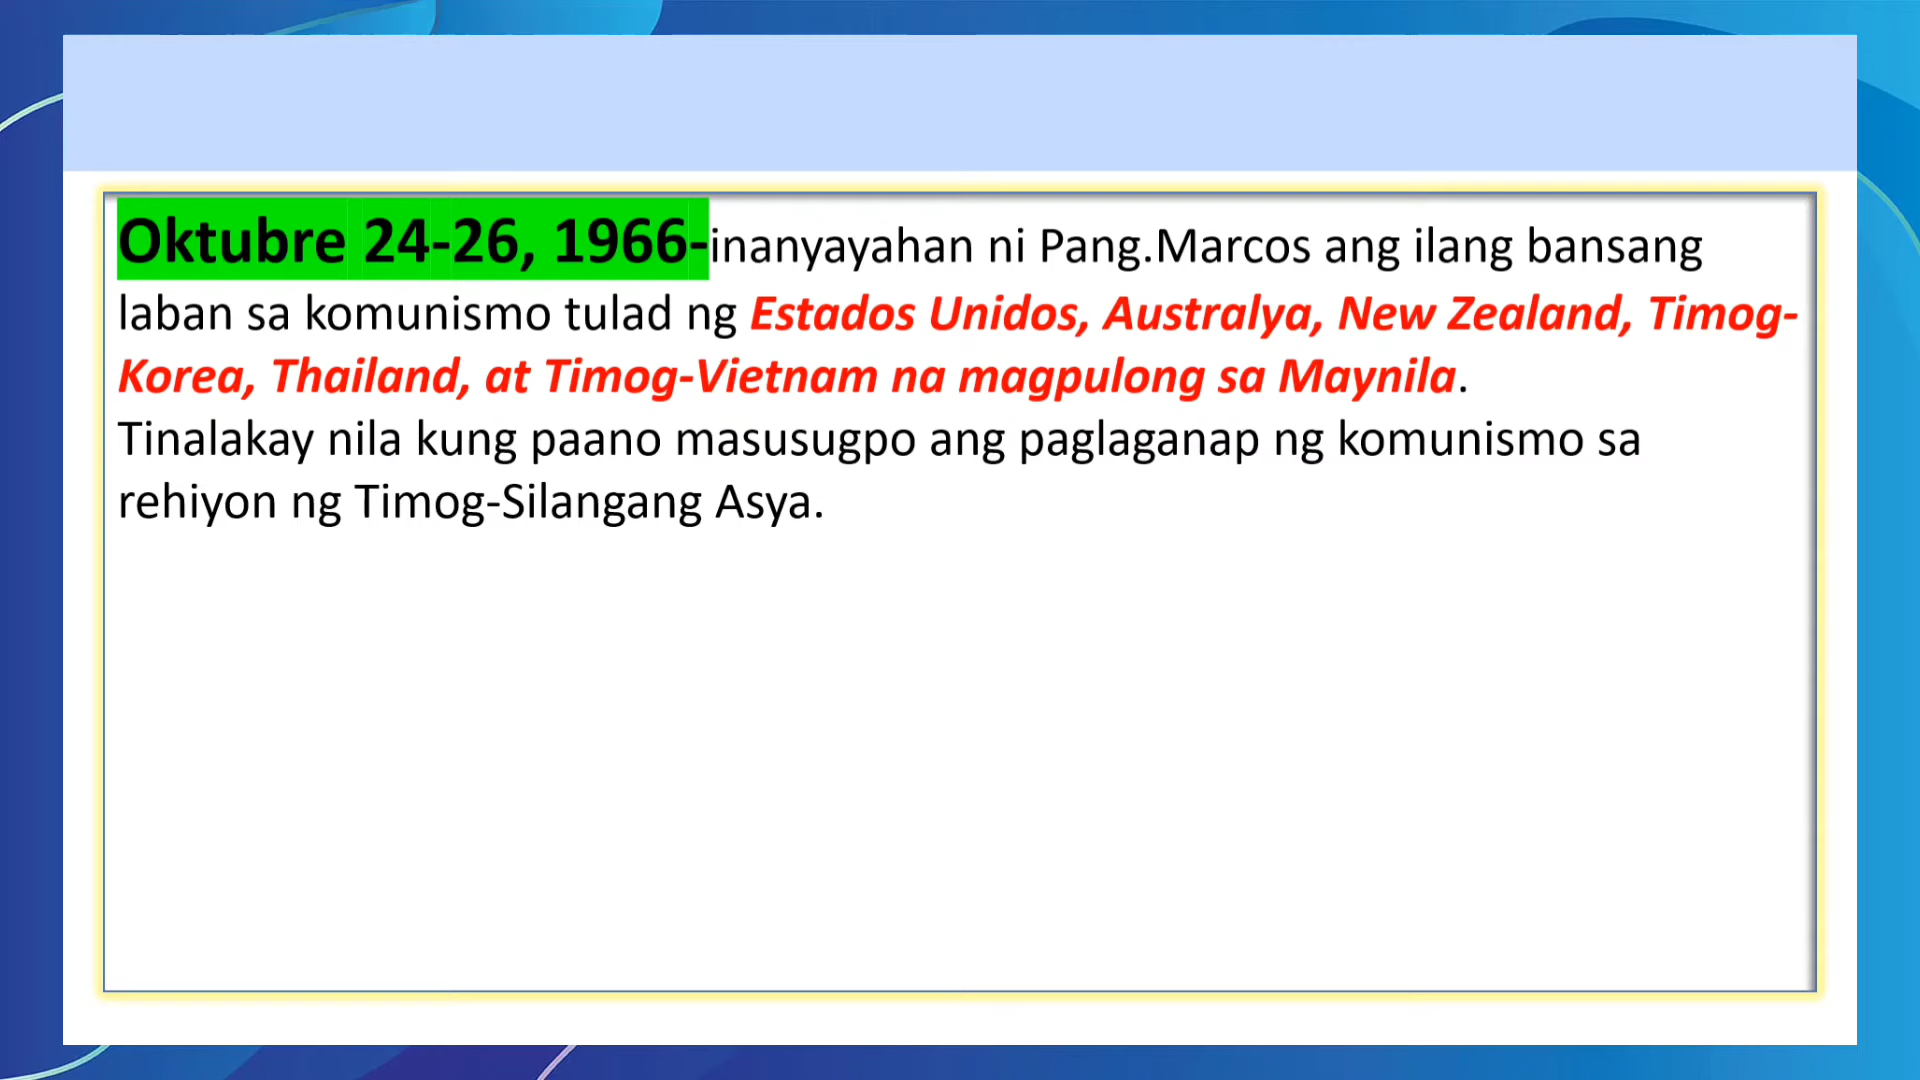 Oktubre 24-26, 1966-inanyayahan ni Pang.Marcos ang ilang bansang
laban sa komunismo tulad ng Estados Unidos, Australya, New Zealand, Timog-
Korea, Thailand, at Timog-Vietnam na magpulong sa Maynila.
Tinalakay nila kung paano masusugpo ang paglaganap ng komunismo sa
rehiyon ng Timog-Silangang Asya.